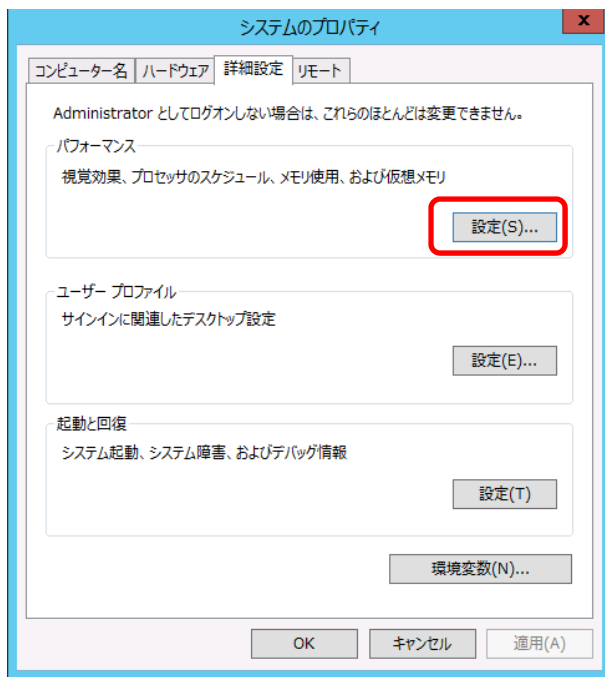 システムのプロパティ
x
コンピューター名 ハードウェア 詳細設定 リモート
Administrator としてログオンしない場合は、これらのほとんどは変更できません。
パフォーマンス
視覚効果、プロセッサのスケジュール、メモリ使用、および仮想メモリ
設定(S)...
ユーザー プロファイル
サインインに関連したデスクトップ設定
設定(E)...
起動と回復
システム起動、システム障害、およびデバッグ情報
設定(T)
環境変数(N)...
OK キャンセル 適用(A)